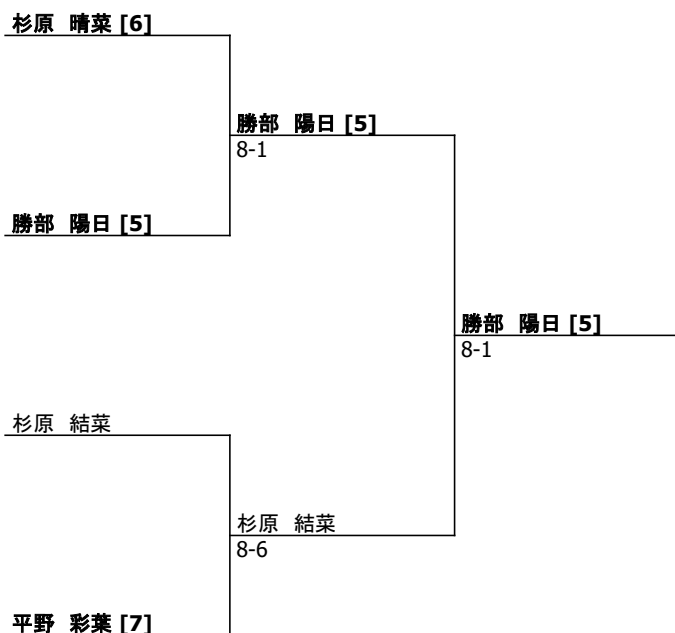 杉原 晴菜 [6]
勝部 陽日 [5]
8-1
勝部 陽日 [5]
勝部 陽日 [5]
8-1
杉原 結菜
杉原 結菜
8-6
平野 彩葉 [7]